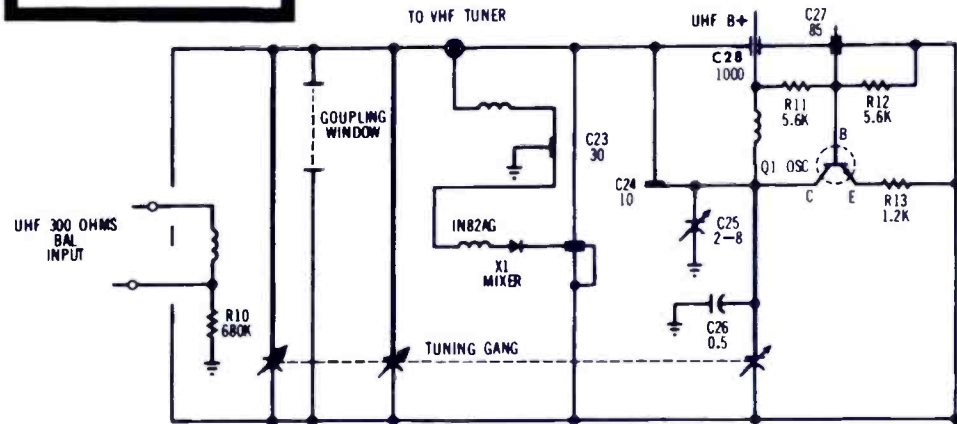 TO VHF TUNER
UHF B+
C27
85
C28
1000
R11
5.6K
R12
5.6K
COUPLING
WINDOW
C23
30
B
Q1 OSC
C24
10
C
E
R13
1.2K
UHF 300 OHMS
BAL
INPUT
IN82AG
C25
2-8
X1
MIXER
R10
680K
C26
0.5
TUNING GANG